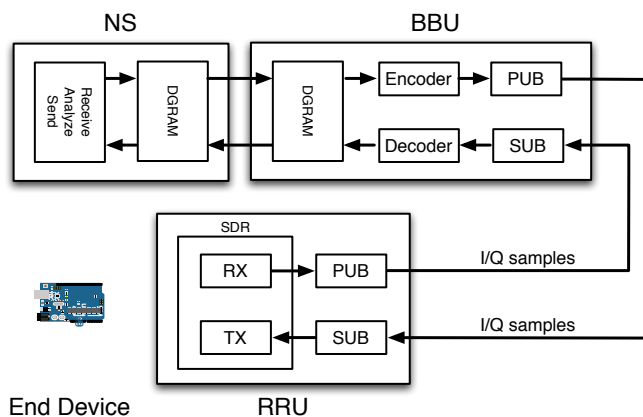 NS
BBU
Receive
Analyze
Send
DGRAM
DGRAM
Encoder
PUB
Decoder
SUB
SDR
RX
PUB
I/Q samples
TX
SUB
I/Q samples
End Device
RRU